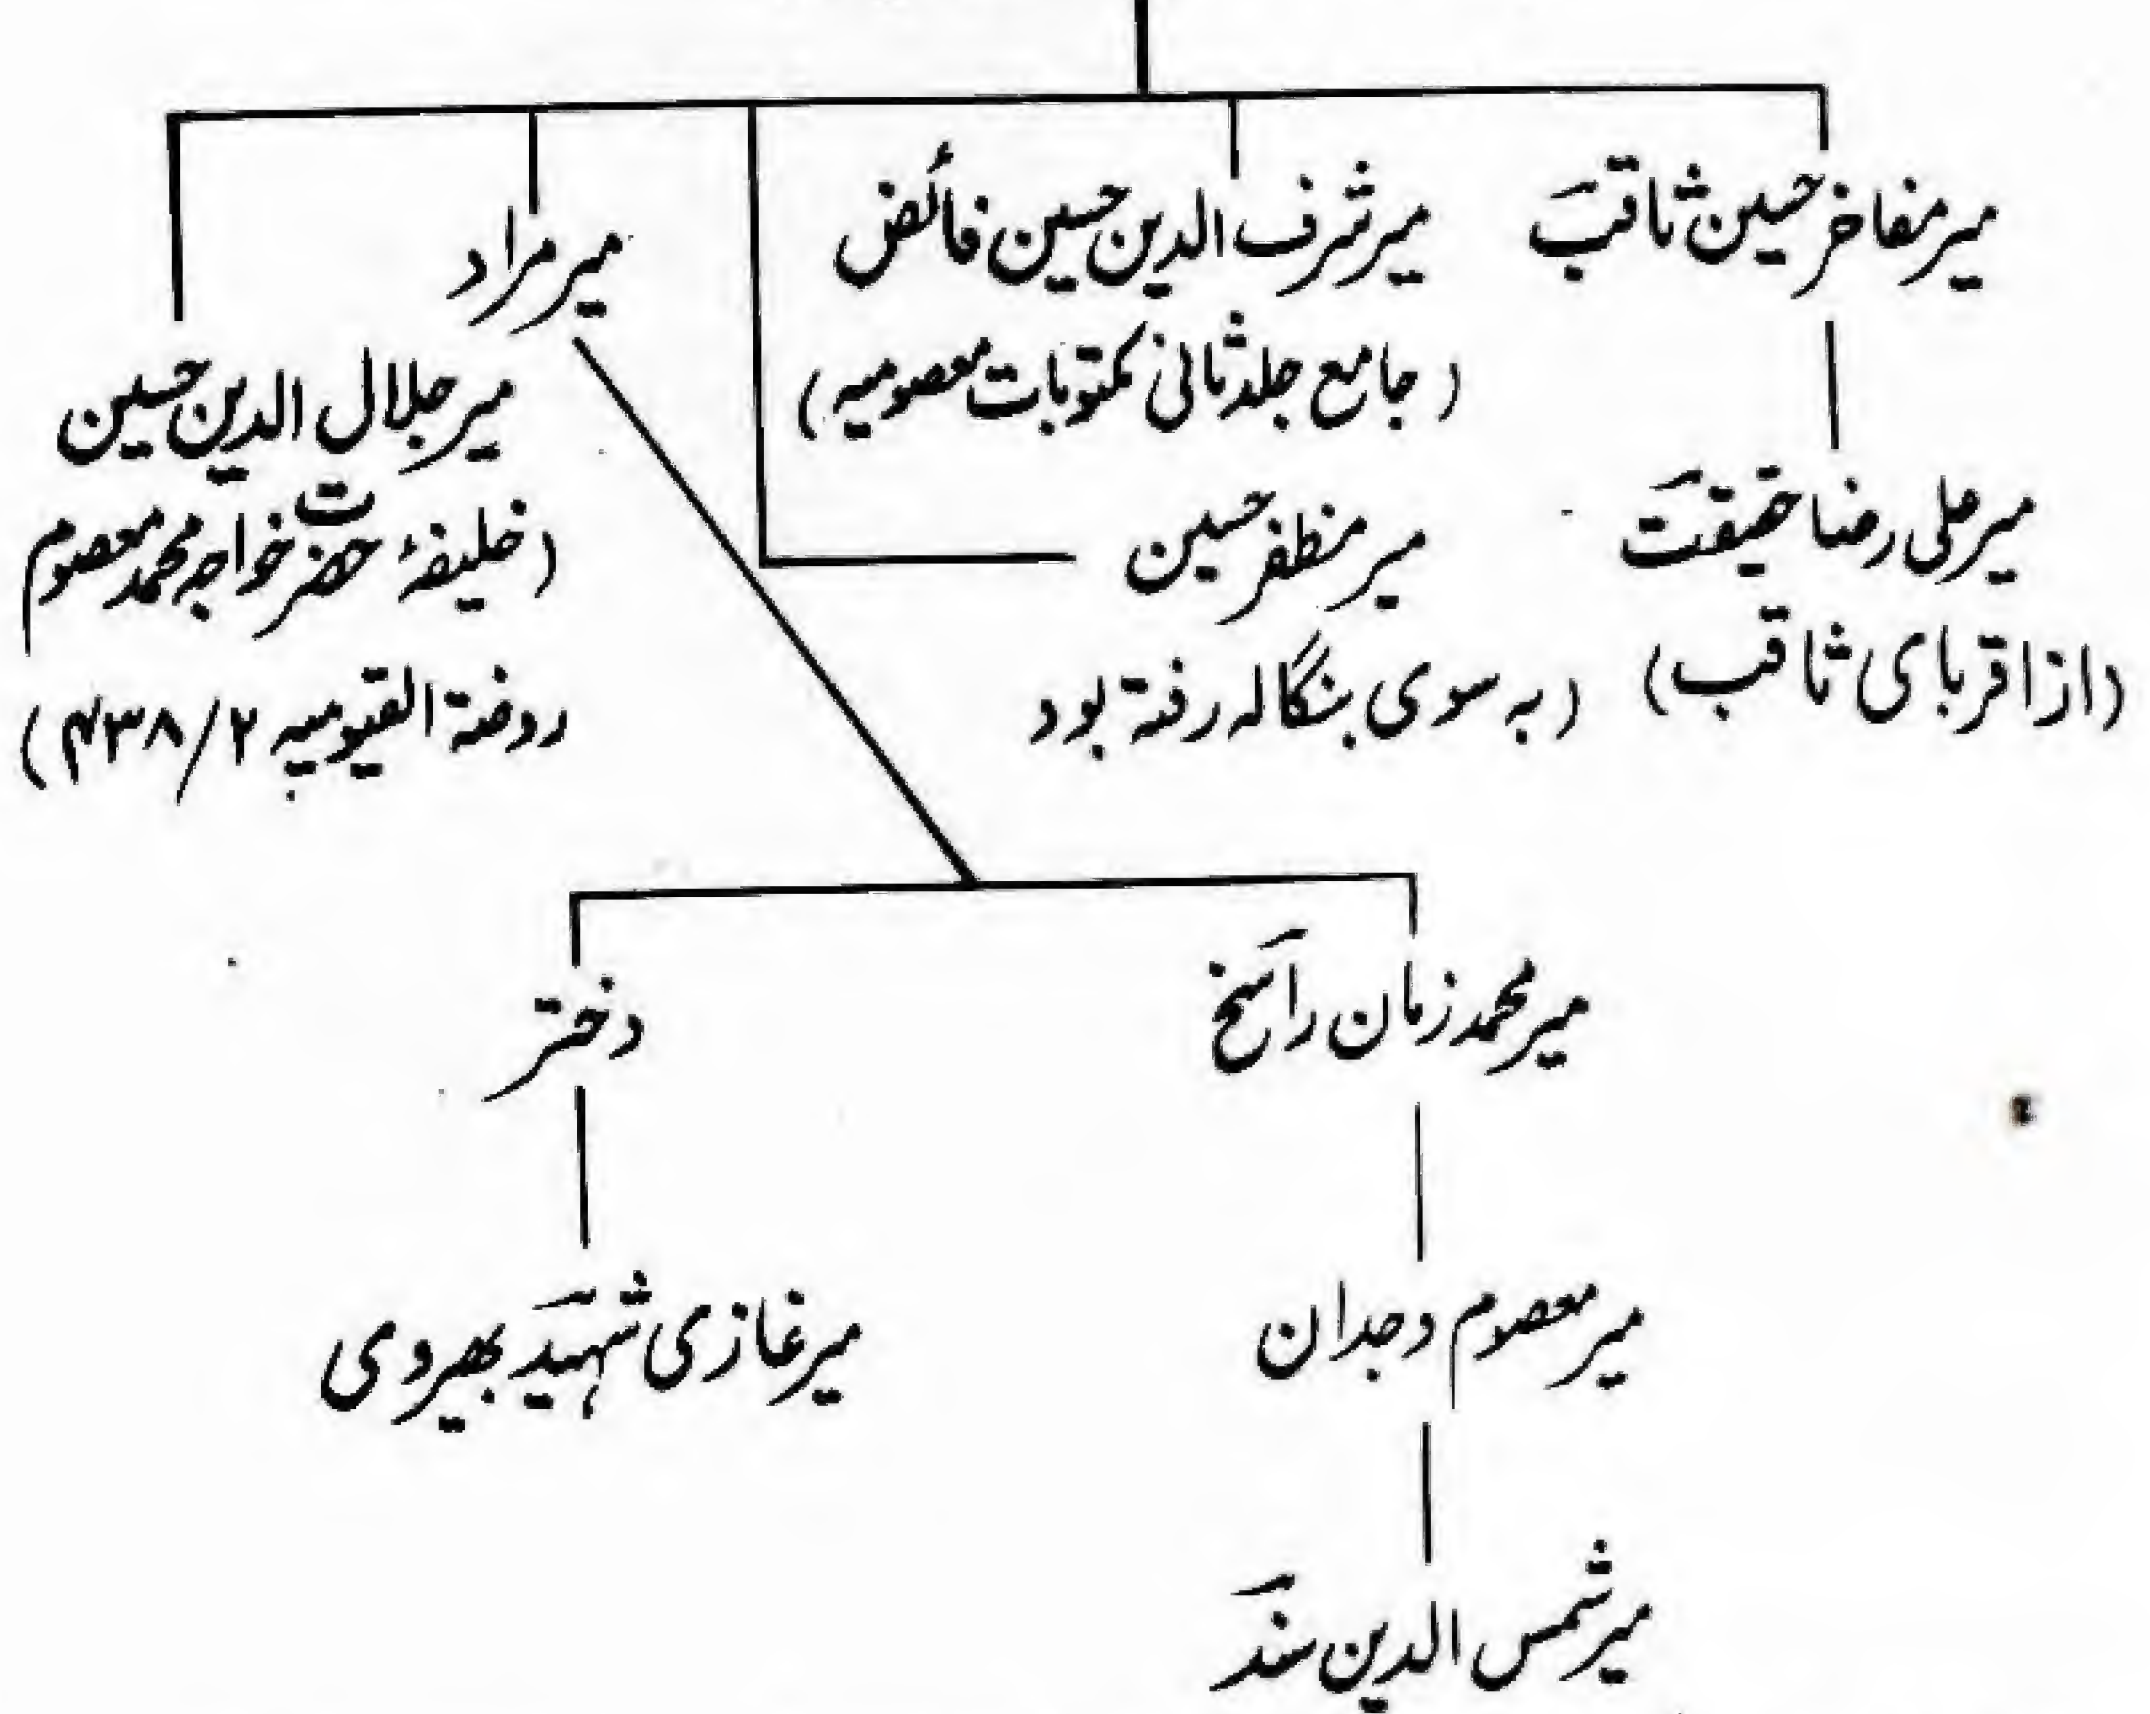 میر مفاخر حسین ثاقب
میر شرف الدین حسین فائض
(جامع جلد ثانی مکتوبات معصومیہ)
میر مراد
میر جلال الدین حسین
(خلیفۂ حضرت خواجہ محمد معصوم
روضۃ القیومیہ ۲/۴۳۸)
میر علی رضا حقیقت
(از اقربای ثاقب)
میر مظفر حسین
(بہ سوی بنگالہ رفتہ بود
میر محمد زمان راسخ
دختر
میر معصوم وجدان
میر غازی شہید بھیروی
میر شمس الدین سند